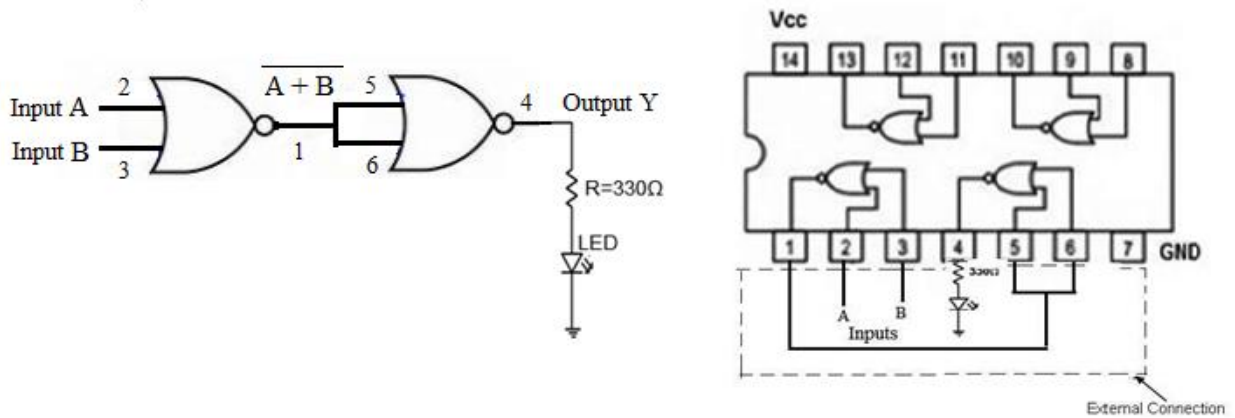 A + B
2
5
4
Input A
Output Y
Input B
3
1
6
R=330Ω
LED
Vcc
14 13 12 11 10 9 8
1 2 3 4 5 6 7 GND
330Ω
A
B
Inputs
External Connection